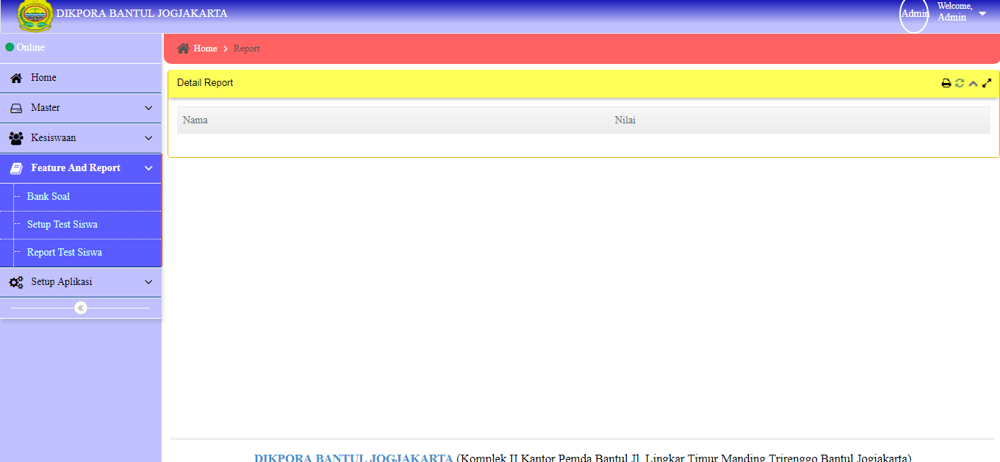 DIKPORA BANTUL JOGJAKARTA
Admin
Welcome,
Admin
Online
Home
Master
Kesiswaan
Feature And Report
Bank Soal
Setup Test Siswa
Report Test Siswa
Setup Aplikasi
Home Report
Detail Report
Nama Nilai
DIKPORA BANTUL JOGJAKARTA (Komplek II Kantor Pemda Bantul Jl. Lingkar Timur Manding Trirenggo Bantul Jogjakarta)